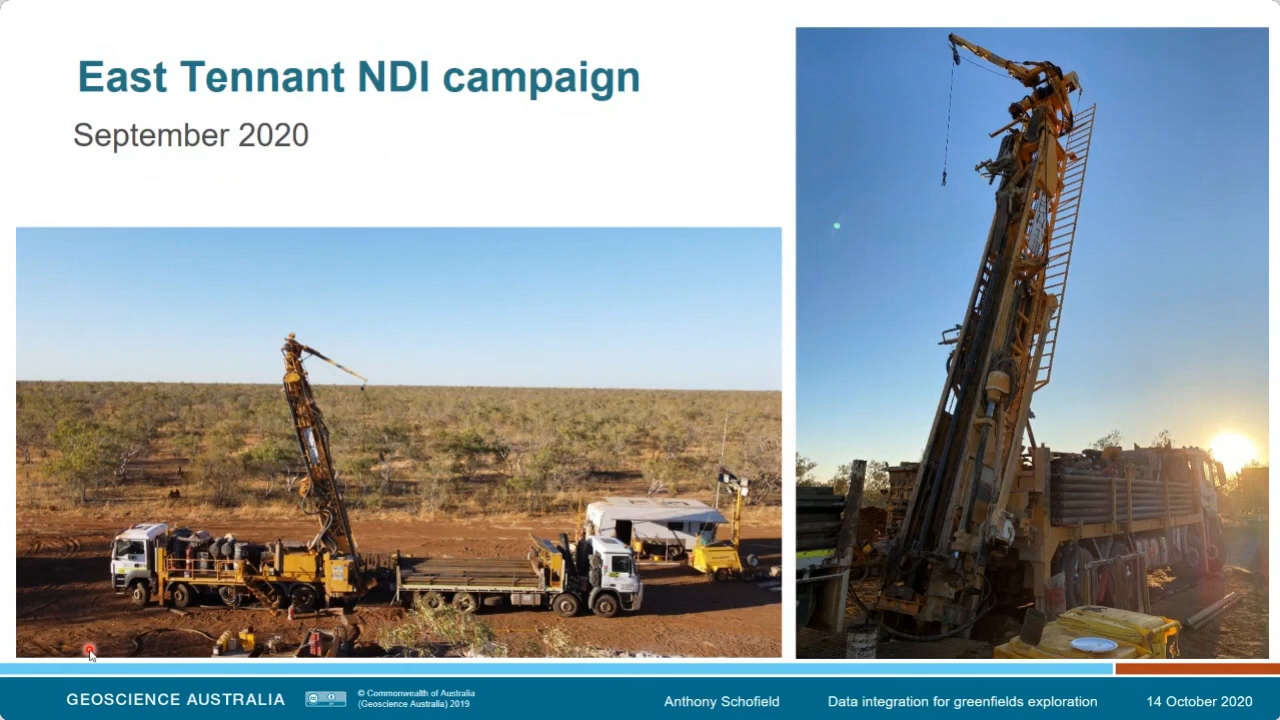 East Tennant NDI campaign
September 2020
GEOSCIENCE AUSTRALIA
© Commonwealth of Australia
(Geoscience Australia) 2019
Anthony Schofield
Data integration for greenfields exploration
14 October 2020